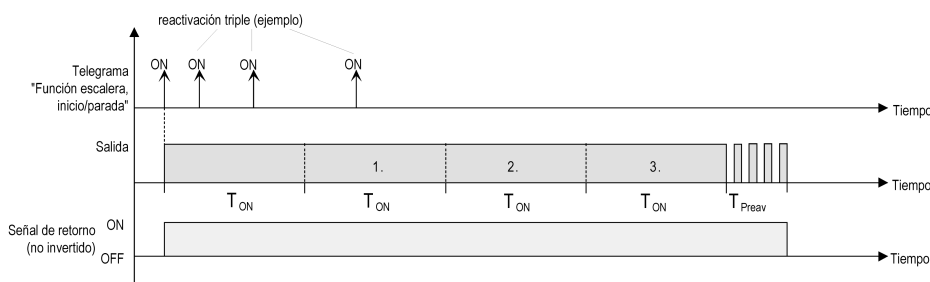 reactivación triple (ejemplo)
ON ON ON ON
Telegrama
"Función escalera,
inicio/parada"
Tiempo
Salida
1. 2. 3.
Tiempo
T ON T ON T ON T ON T Preav
Señal de retorno ON
(no invertido)
OFF
Tiempo